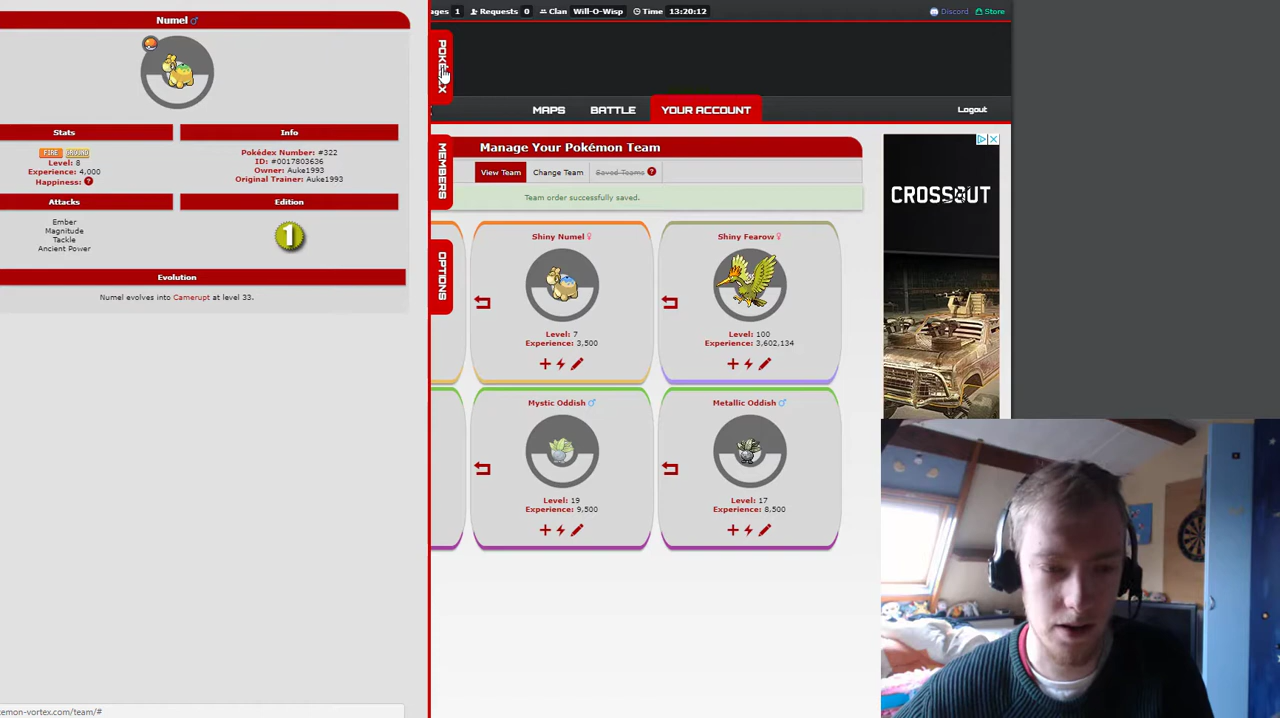 Numel ♂
Stats
FIRE GROUND
Level: 8
Experience: 4,000
Happiness: ?
Attacks
Ember
Magnitude
Tackle
Ancient Power
Info
Pokédex Number: #322
ID: #0017803636
Owner: Auke1993
Original Trainer: Auke1993
Edition
1
Evolution
Numel evolves into Camerupt at level 33.
MEMBERS
OPTIONS
ages 1 Requests 0 Clan Will-O-Wisp Time 13:20:12 Discord Store
MAPS BATTLE YOUR ACCOUNT Logout
Manage Your Pokémon Team
View Team Change Team Saved Teams ?
Team order successfully saved.
Shiny Numel ♀
Level: 7
Experience: 3,500
Shiny Fearow ♀
Level: 100
Experience: 3,602,134
Mystic Oddish ♂
Level: 19
Experience: 9,500
Metallic Oddish ♂
Level: 17
Experience: 8,500
CROSSOUT
emon-vortex.com/team/#